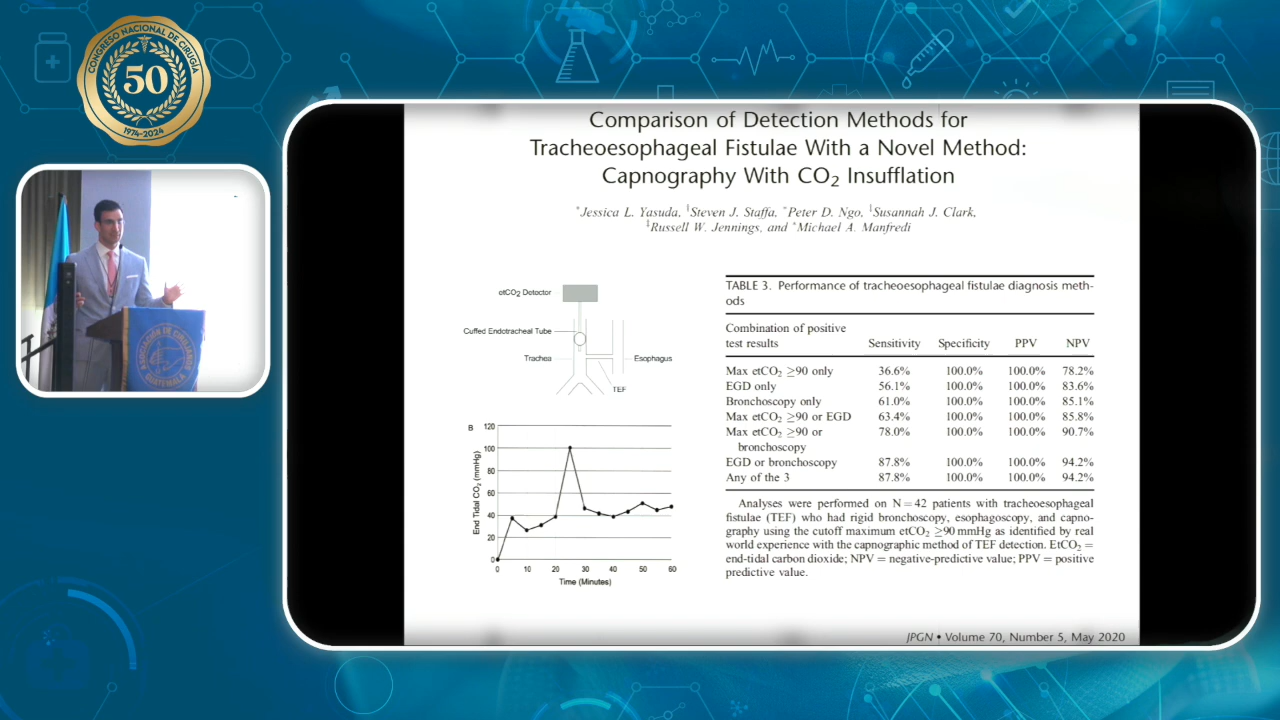 CONGRESO NACIONAL DE CIRUGÍA
50
1974-2024
ASOCIACIÓN DE CIRUJANOS
GUATEMALA
Comparison of Detection Methods for
Tracheoesophageal Fistulae With a Novel Method:
Capnography With CO₂ Insufflation
*Jessica L. Yasuda, †Steven J. Staffa, *Peter D. Ngo, ‡Susannah J. Clark,
‡Russell W. Jennings, and *Michael A. Manfredi
etCO₂ Detector
Cuffed Endotracheal Tube
Trachea
Esophagus
TEF
B
End Tidal CO₂ (mmHg)
120
100
80
60
40
20
0
0 10 20 30 40 50 60
Time (Minutes)
TABLE 3. Performance of tracheoesophageal fistulae diagnosis meth-
ods
Combination of positive
test results Sensitivity Specificity PPV NPV
Max etCO₂ ≥90 only 36.6% 100.0% 100.0% 78.2%
EGD only 56.1% 100.0% 100.0% 83.6%
Bronchoscopy only 61.0% 100.0% 100.0% 85.1%
Max etCO₂ ≥90 or EGD 63.4% 100.0% 100.0% 85.8%
Max etCO₂ ≥90 or 78.0% 100.0% 100.0% 90.7%
bronchoscopy
EGD or bronchoscopy 87.8% 100.0% 100.0% 94.2%
Any of the 3 87.8% 100.0% 100.0% 94.2%
Analyses were performed on N = 42 patients with tracheoesophageal
fistulae (TEF) who had rigid bronchoscopy, esophagoscopy, and capno-
graphy using the cutoff maximum etCO₂ ≥90 mmHg as identified by real
world experience with the capnographic method of TEF detection. EtCO₂ =
end-tidal carbon dioxide; NPV = negative-predictive value; PPV = positive
predictive value.
JPGN • Volume 70, Number 5, May 2020